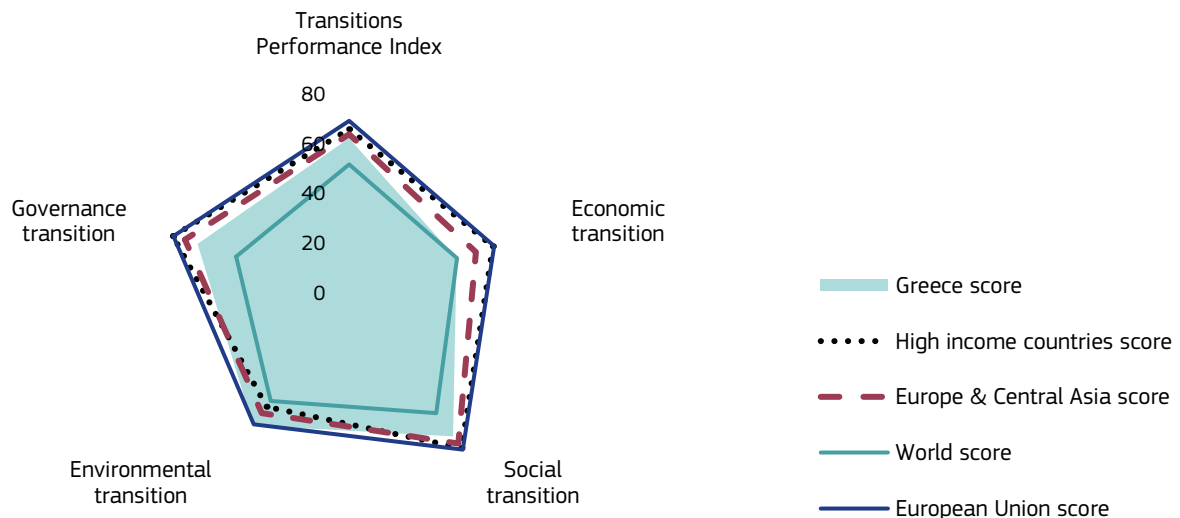 Transitions
Performance Index
80
60
40
20
0
Governance
transition
Economic
transition
Environmental
transition
Social
transition
Greece score
High income countries score
Europe & Central Asia score
World score
European Union score